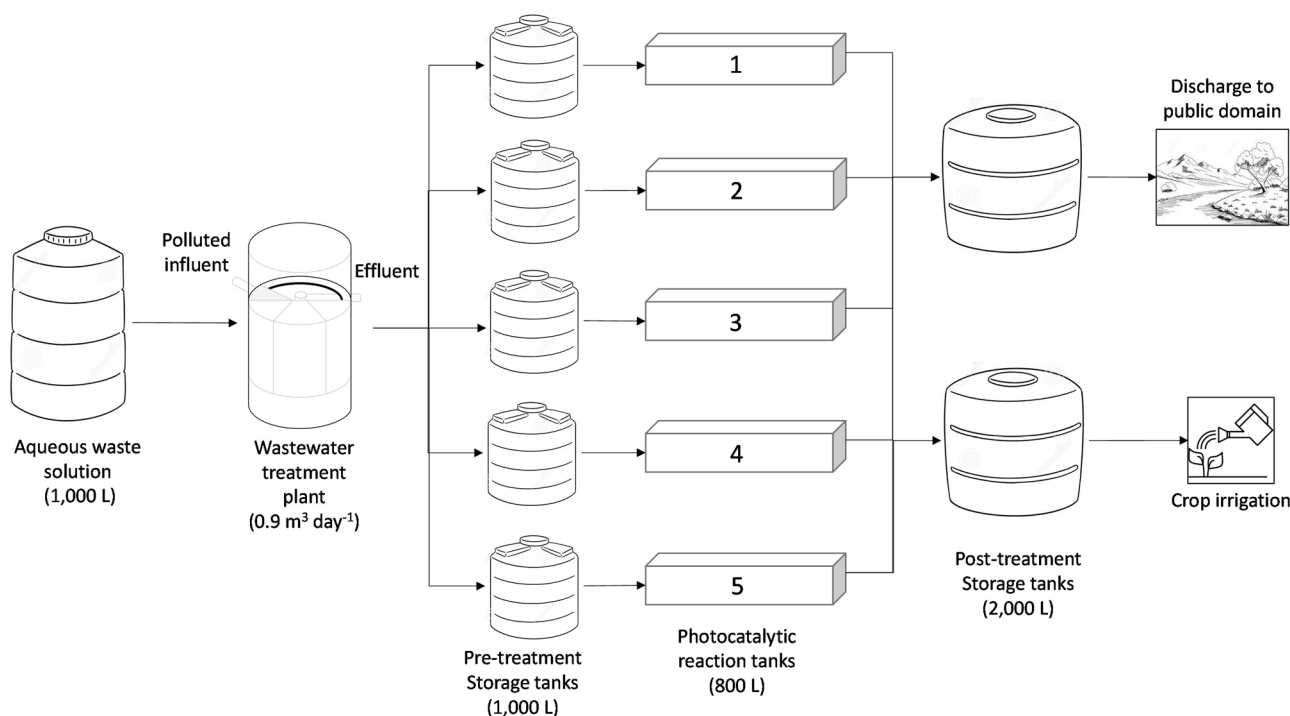 Aqueous waste
solution
(1,000 L)
Polluted
influent
Wastewater
treatment
plant
(0.9 m³ day⁻¹)
Effluent
Pre-treatment
Storage tanks
(1,000 L)
1
2
3
4
5
Photocatalytic
reaction tanks
(800 L)
Post-treatment
Storage tanks
(2,000 L)
Discharge to
public domain
Crop irrigation